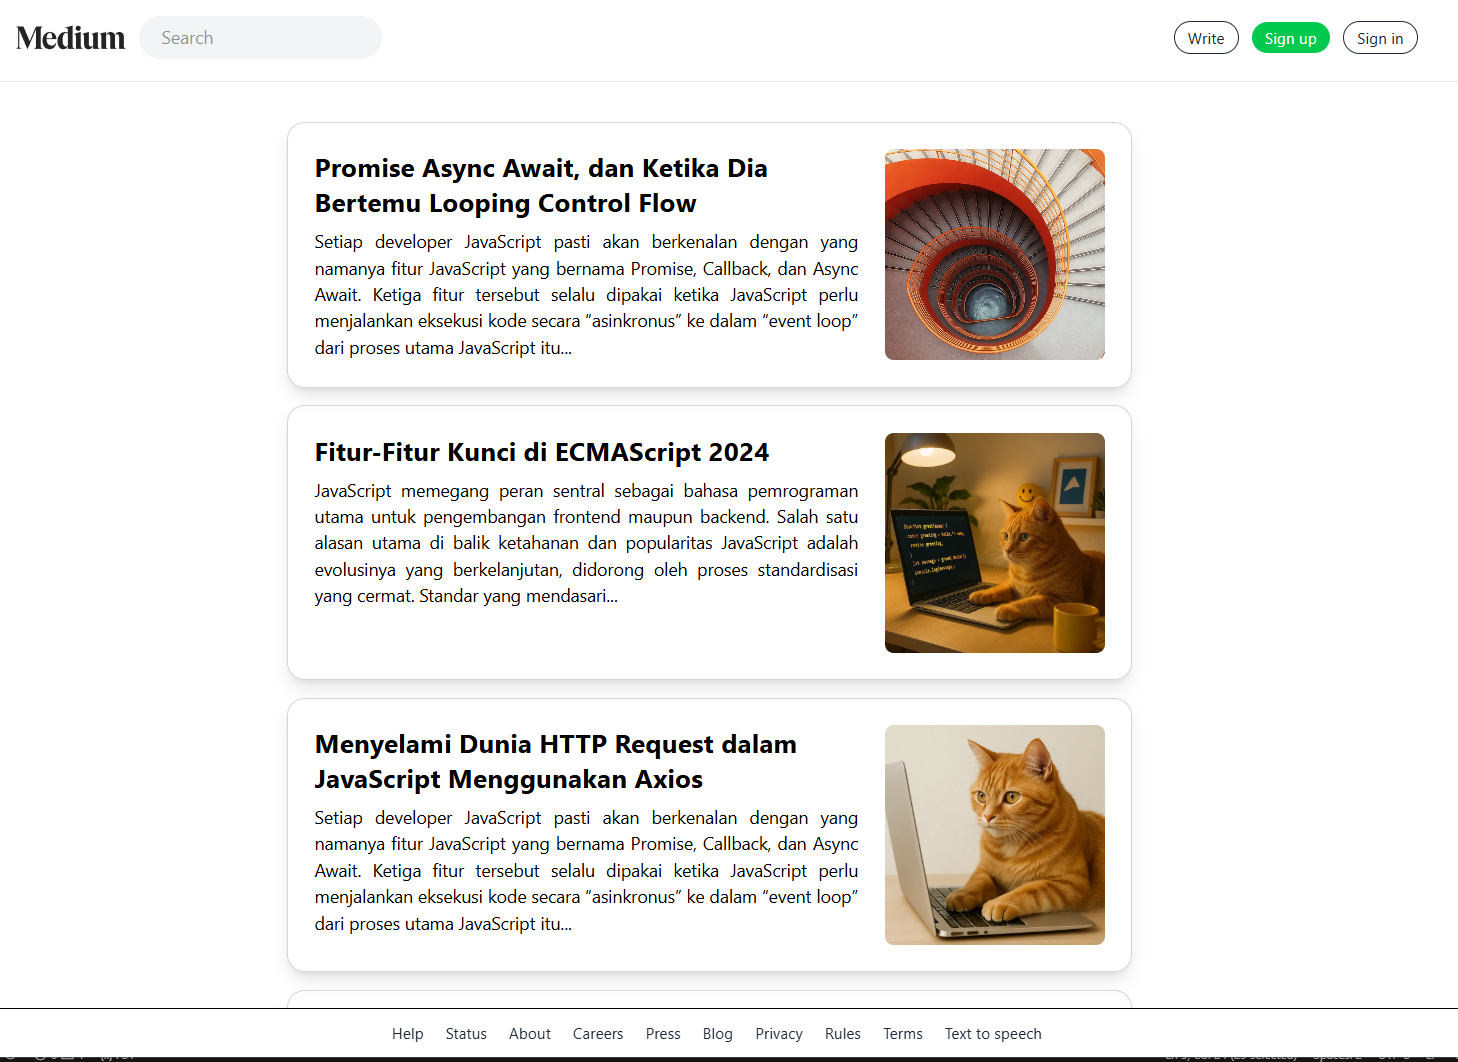 Medium
Search
Write
Sign up
Sign in
Promise Async Await, dan Ketika Dia
Bertemu Looping Control Flow
Setiap developer JavaScript pasti akan berkenalan dengan yang
namanya fitur JavaScript yang bernama Promise, Callback, dan Async
Await. Ketiga fitur tersebut selalu dipakai ketika JavaScript perlu
menjalankan eksekusi kode secara “asinkronus” ke dalam “event loop”
dari proses utama JavaScript itu...
Fitur-Fitur Kunci di ECMAScript 2024
JavaScript memegang peran sentral sebagai bahasa pemrograman
utama untuk pengembangan frontend maupun backend. Salah satu
alasan utama di balik ketahanan dan popularitas JavaScript adalah
evolusinya yang berkelanjutan, didorong oleh proses standardisasi
yang cermat. Standar yang mendasari...
Menyelami Dunia HTTP Request dalam
JavaScript Menggunakan Axios
Setiap developer JavaScript pasti akan berkenalan dengan yang
namanya fitur JavaScript yang bernama Promise, Callback, dan Async
Await. Ketiga fitur tersebut selalu dipakai ketika JavaScript perlu
menjalankan eksekusi kode secara “asinkronus” ke dalam “event loop”
dari proses utama JavaScript itu...
Help Status About Careers Press Blog Privacy Rules Terms Text to speech